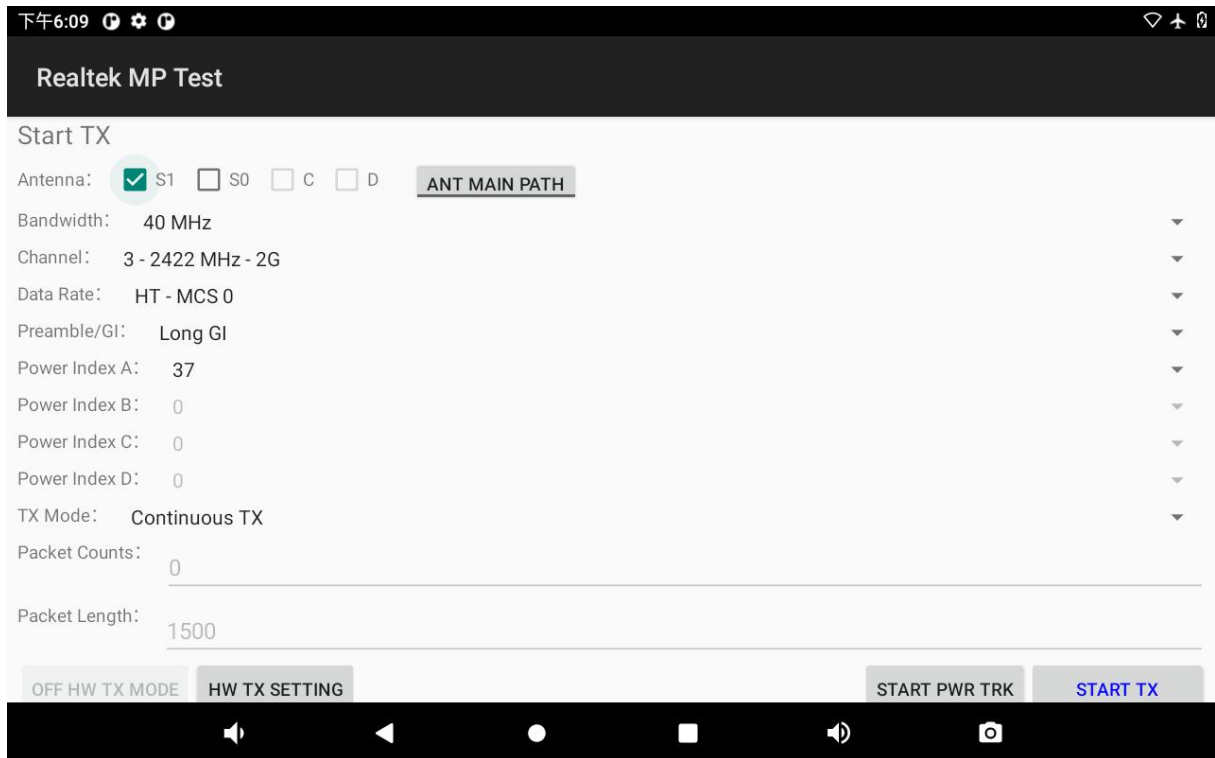 下午6:09
Realtek MP Test
Start TX
Antenna: S1 S0 C D ANT MAIN PATH
Bandwidth: 40 MHz
Channel: 3 - 2422 MHz - 2G
Data Rate: HT - MCS 0
Preamble/GI: Long GI
Power Index A: 37
Power Index B: 0
Power Index C: 0
Power Index D: 0
TX Mode: Continuous TX
Packet Counts: 0
Packet Length: 1500
OFF HW TX MODE HW TX SETTING START PWR TRK START TX